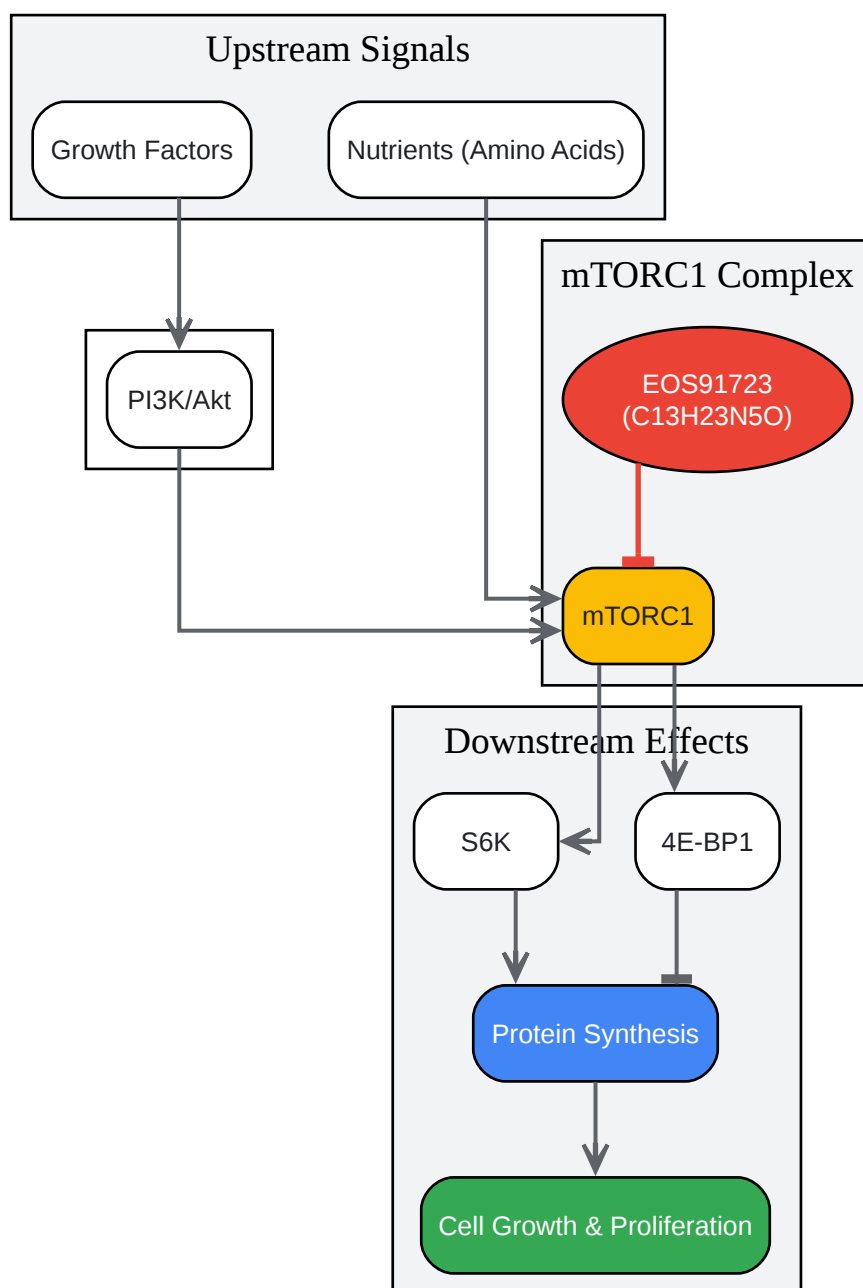 Upstream Signals
Growth Factors
Nutrients (Amino Acids)
mTORC1 Complex
EOS91723
(C13H23N5O)
PI3K/Akt
mTORC1
Downstream Effects
S6K
4E-BP1
Protein Synthesis
Cell Growth & Proliferation